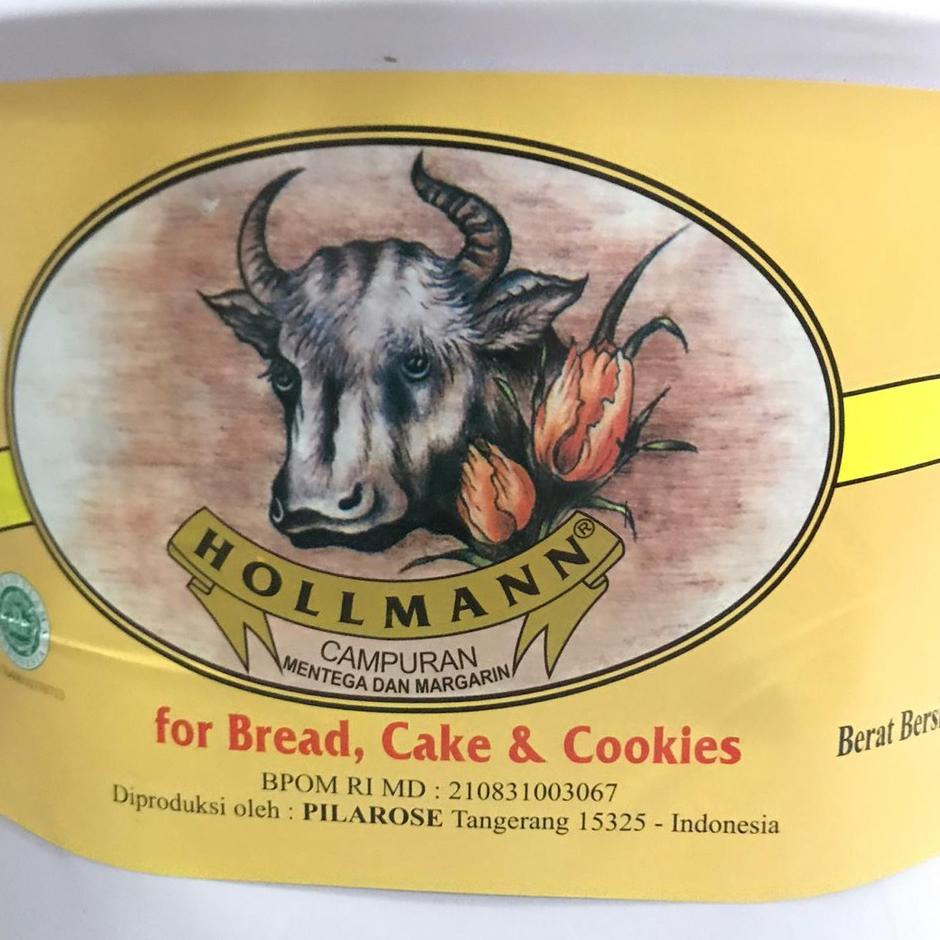 HOLLMANN®
CAMPURAN
MENTEGA DAN MARGARIN
for Bread, Cake & Cookies
BPOM RI MD : 210831003067
Diproduksi oleh : PILAROSE Tangerang 15325 - Indonesia
Berat